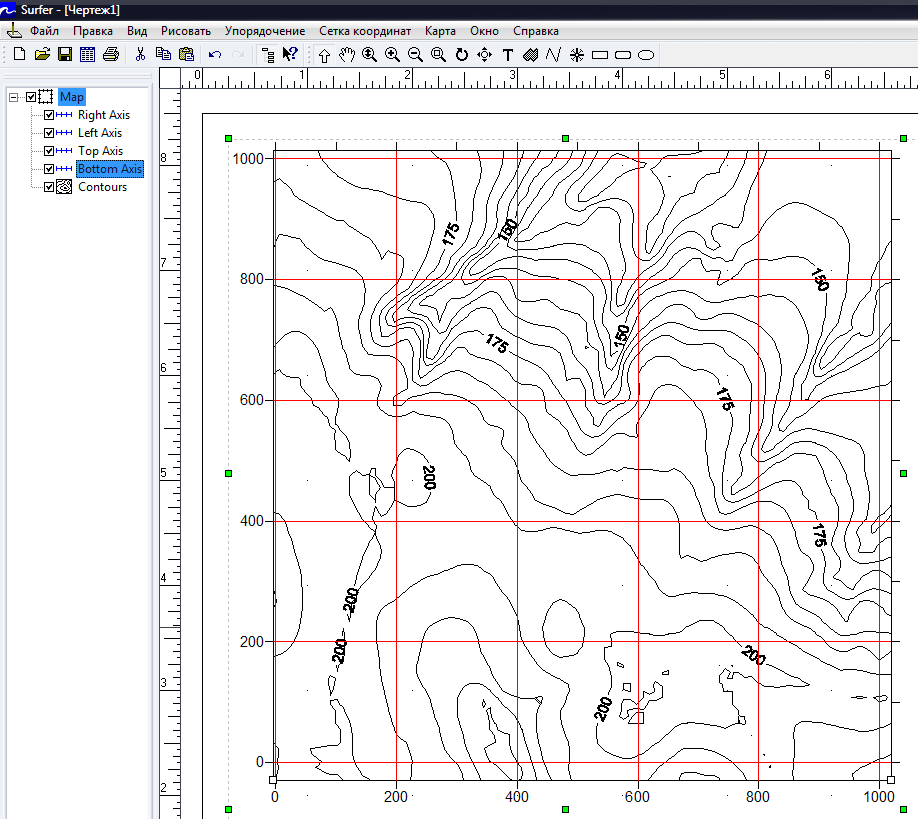 Surfer - [Чертеж1]
Файл Правка Вид Рисовать Упорядочение Сетка координат Карта Окно Справка
0 1 2 3 4 5 6
Map
Right Axis
Left Axis
Top Axis
Bottom Axis
Contours
8
7
6
5
4
3
2
1000
800
600
400
200
0
0 200 400 600 800 1000
175
150
150
175
150
175
200
175
200
200
200
200